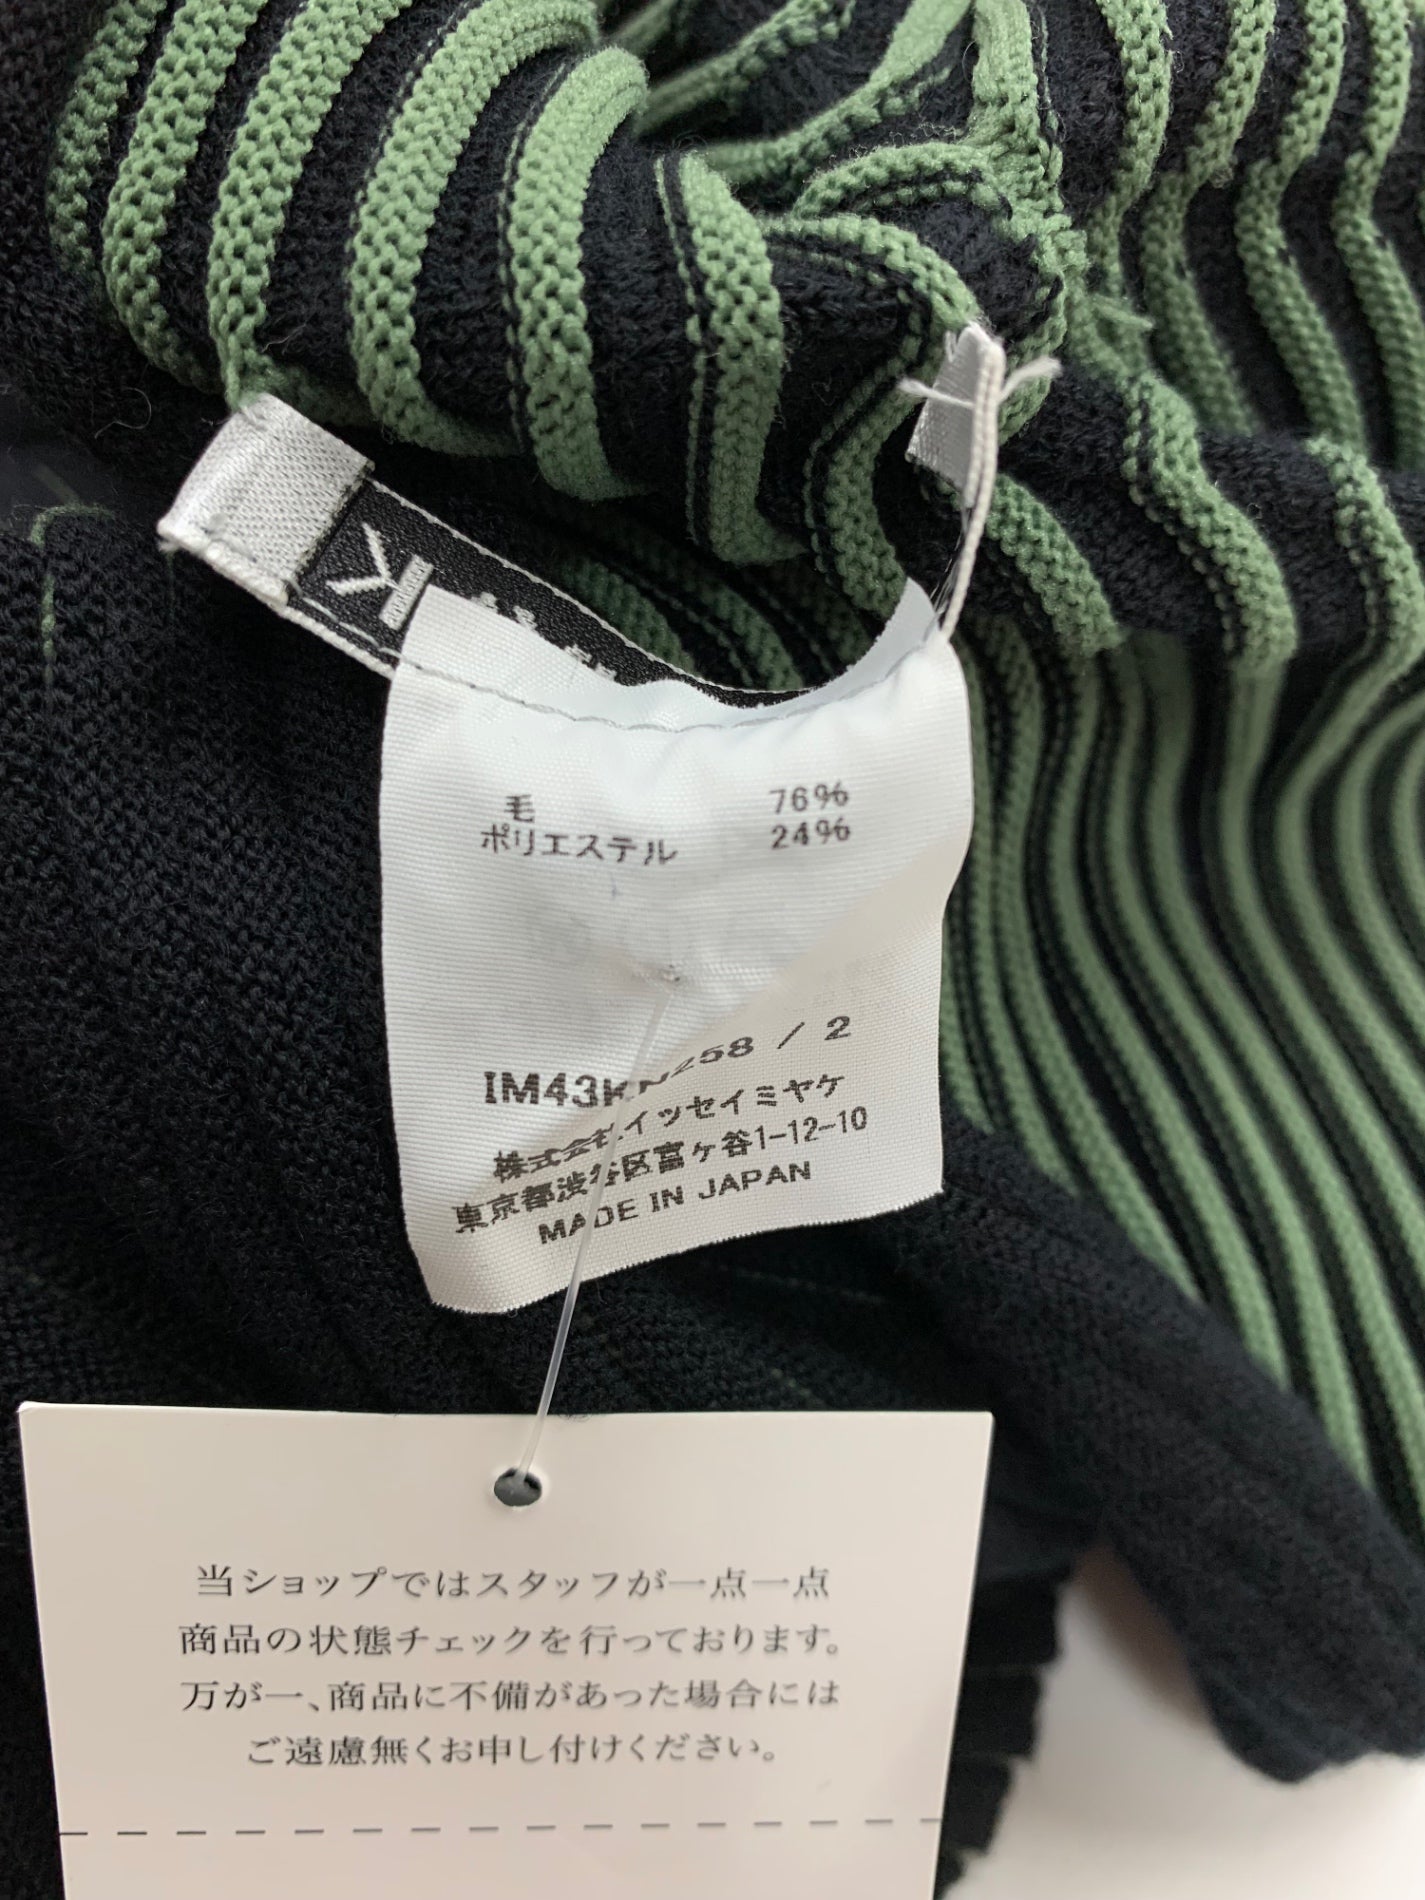 毛 76%
ポリエステル 24%
IM43KN258 / 2
株式会社イッセイミヤケ
東京都渋谷区富ヶ谷1-12-10
MADE IN JAPAN
当ショップではスタッフが一点一点
商品の状態チェックを行っております。
万が一、商品に不備があった場合には
ご遠慮無くお申し付けください。